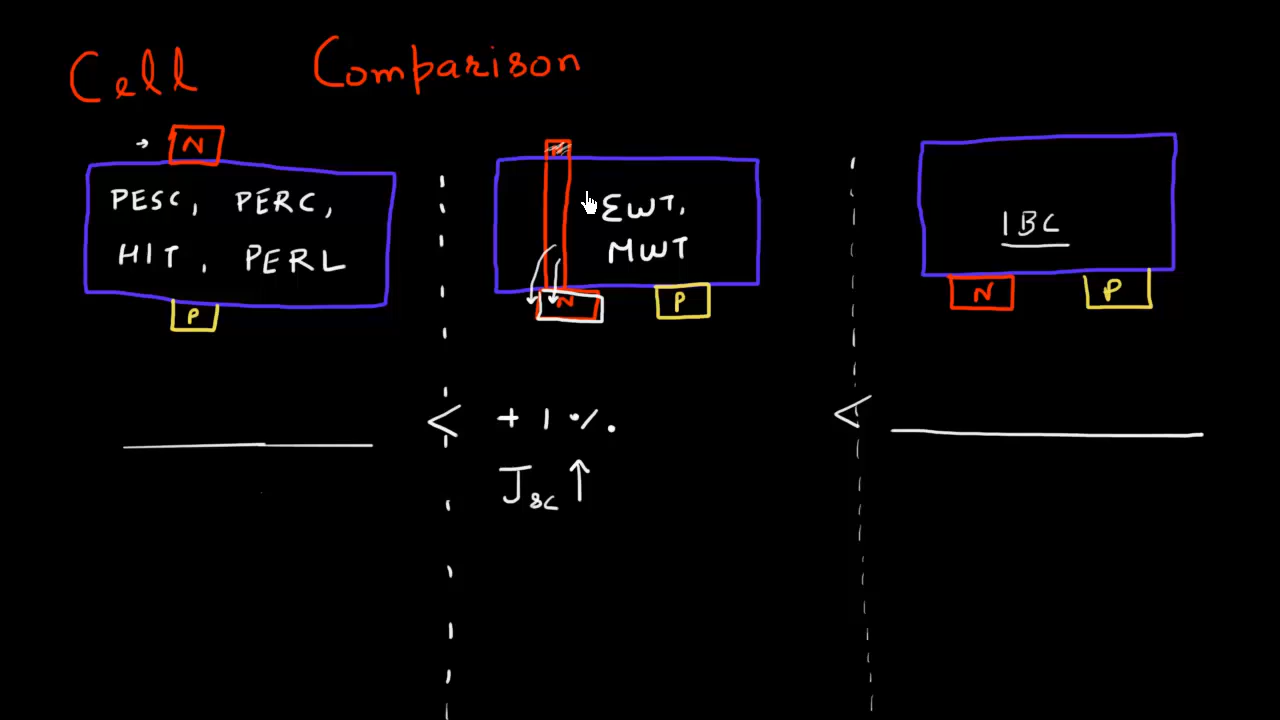 Cell Comparison
N
PESC, PERC,
HIT, PERL
P
EWT,
MWT
N P
IBC
N P
< + 1 %. <
Jsc ↑